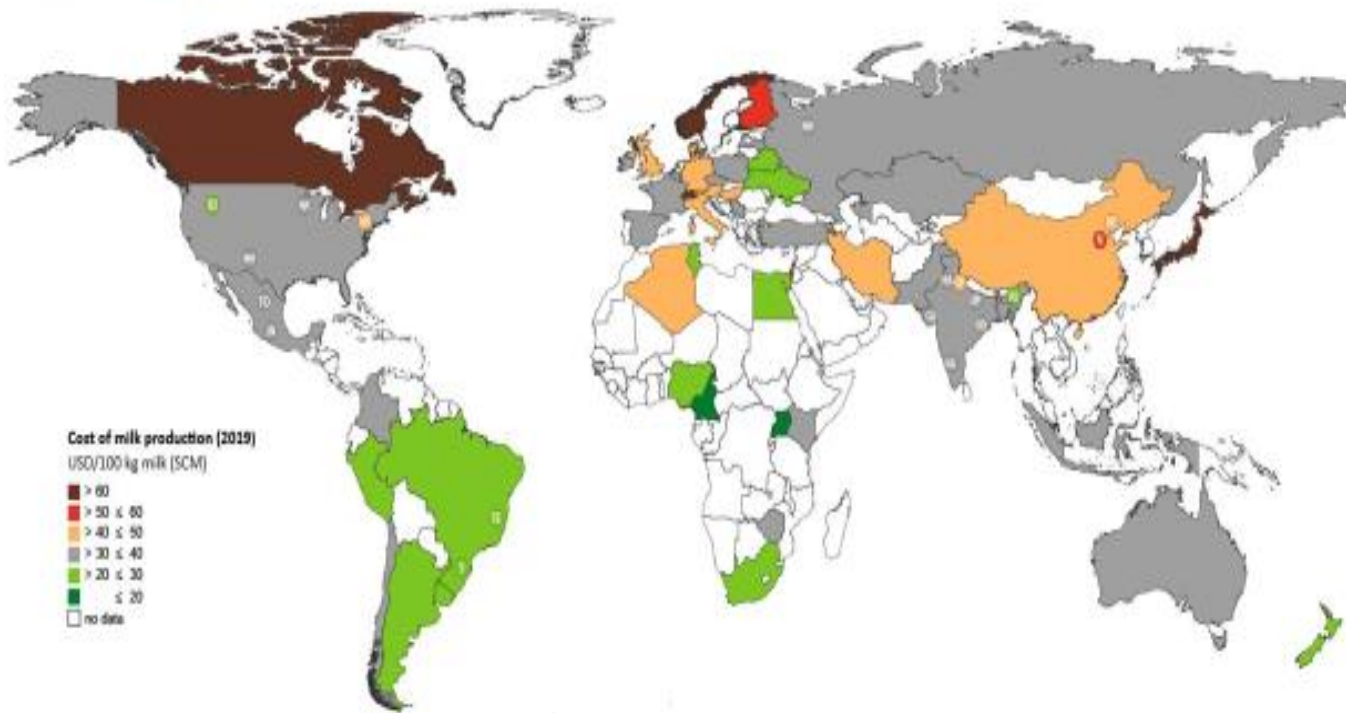 Cost of milk production (2019)
USD/100 kg milk (SCM)
> 60
> 50 ≤ 60
> 40 ≤ 50
> 30 ≤ 40
> 20 ≤ 30
≤ 20
no data